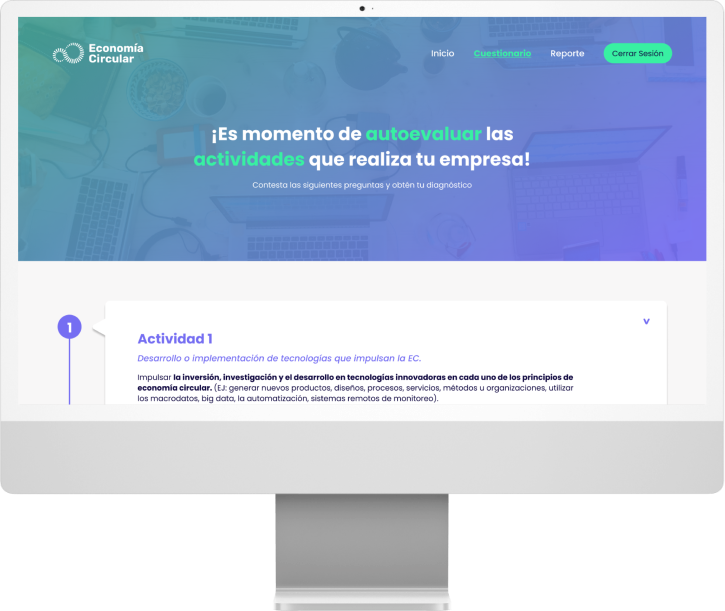 Economía
Circular
Inicio
Cuestionario
Reporte
Cerrar Sesión
¡Es momento de autoevaluar las
actividades que realiza tu empresa!
Contesta las siguientes preguntas y obtén tu diagnóstico
1
v
Actividad 1
Desarrollo o implementación de tecnologías que impulsan la EC.
Impulsar la inversión, investigación y el desarrollo en tecnologías innovadoras en cada uno de los principios de
economía circular. (EJ: generar nuevos productos, diseños, procesos, servicios, métodos u organizaciones, utilizar
los macrodatos, big data, la automatización, sistemas remotos de monitoreo).